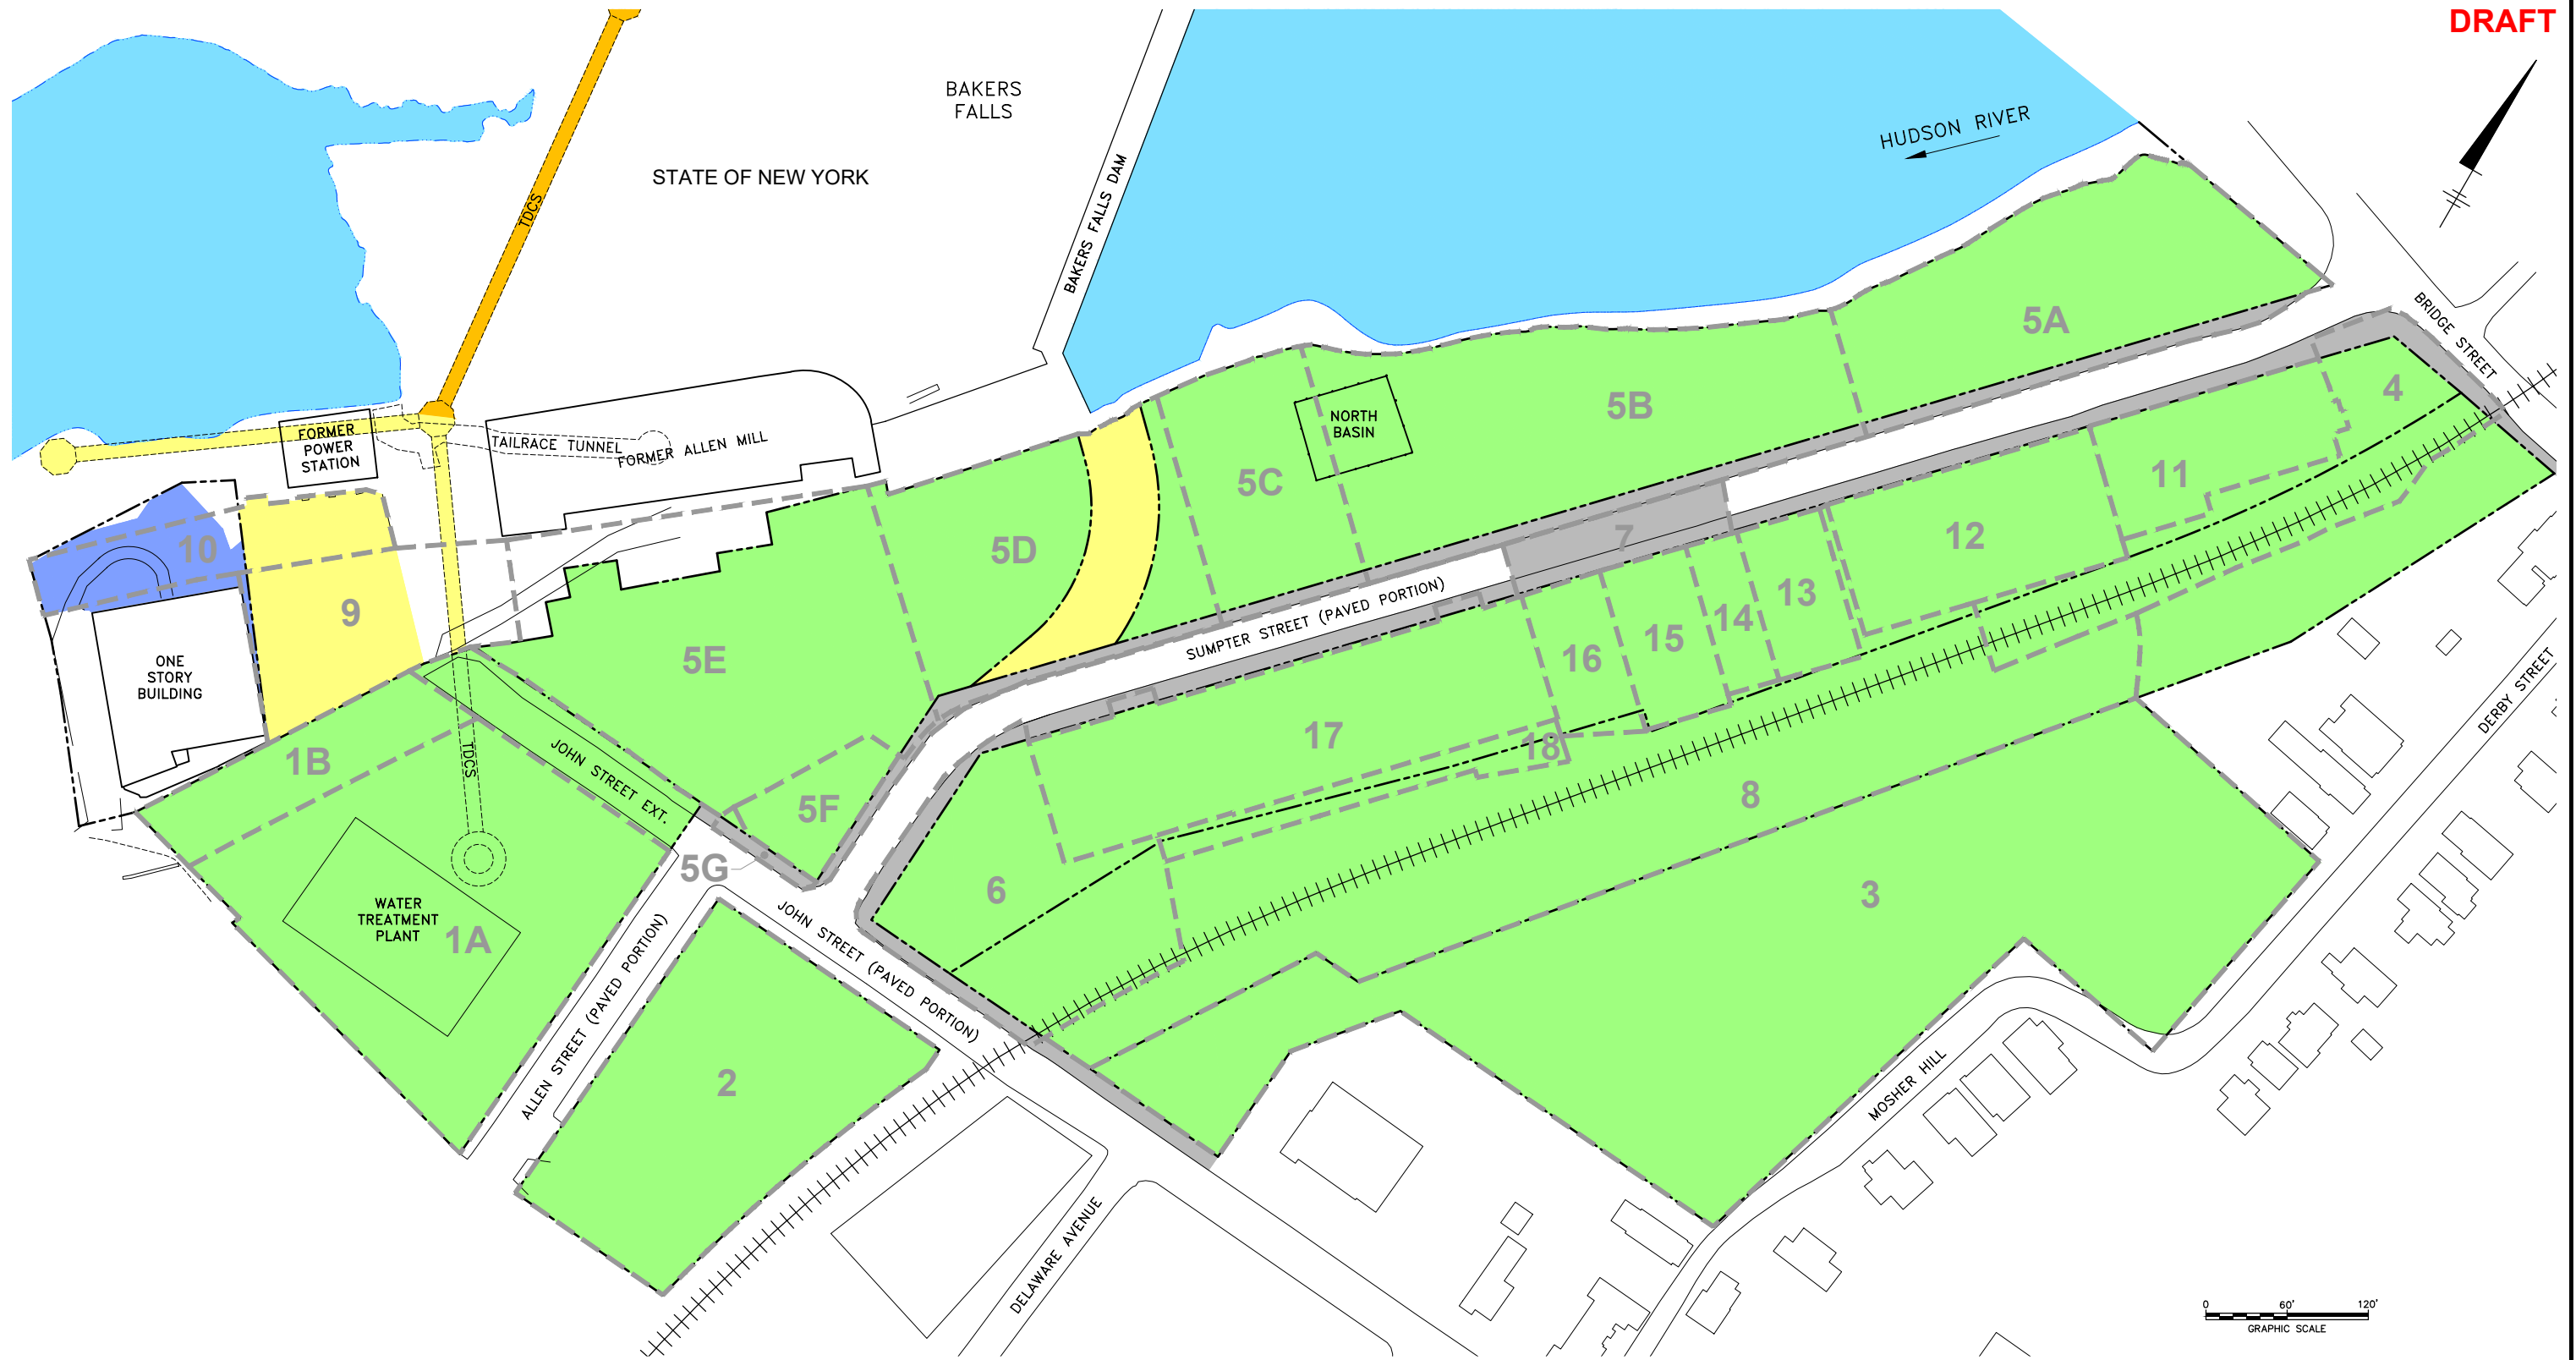 DRAFT
BAKERS
FALLS
HUDSON RIVER
STATE OF NEW YORK
TDCS
BAKERS FALLS DAM
5A
BRIDGE STREET
4
5B
NORTH
BASIN
FORMER
POWER
STATION
TAILRACE TUNNEL
FORMER ALLEN MILL
5C
11
7
12
10
5D
9
13
SUMPTER STREET (PAVED PORTION)
14
15
16
5E
ONE
STORY
BUILDING
DERBY STREET
17
18
1B
TDCS
JOHN STREET EXT.
8
5F
5G
6
3
WATER
TREATMENT
PLANT
1A
JOHN STREET (PAVED PORTION)
ALLEN STREET (PAVED PORTION)
2
MOSHER HILL
DELAWARE AVENUE
0 60' 120'
GRAPHIC SCALE